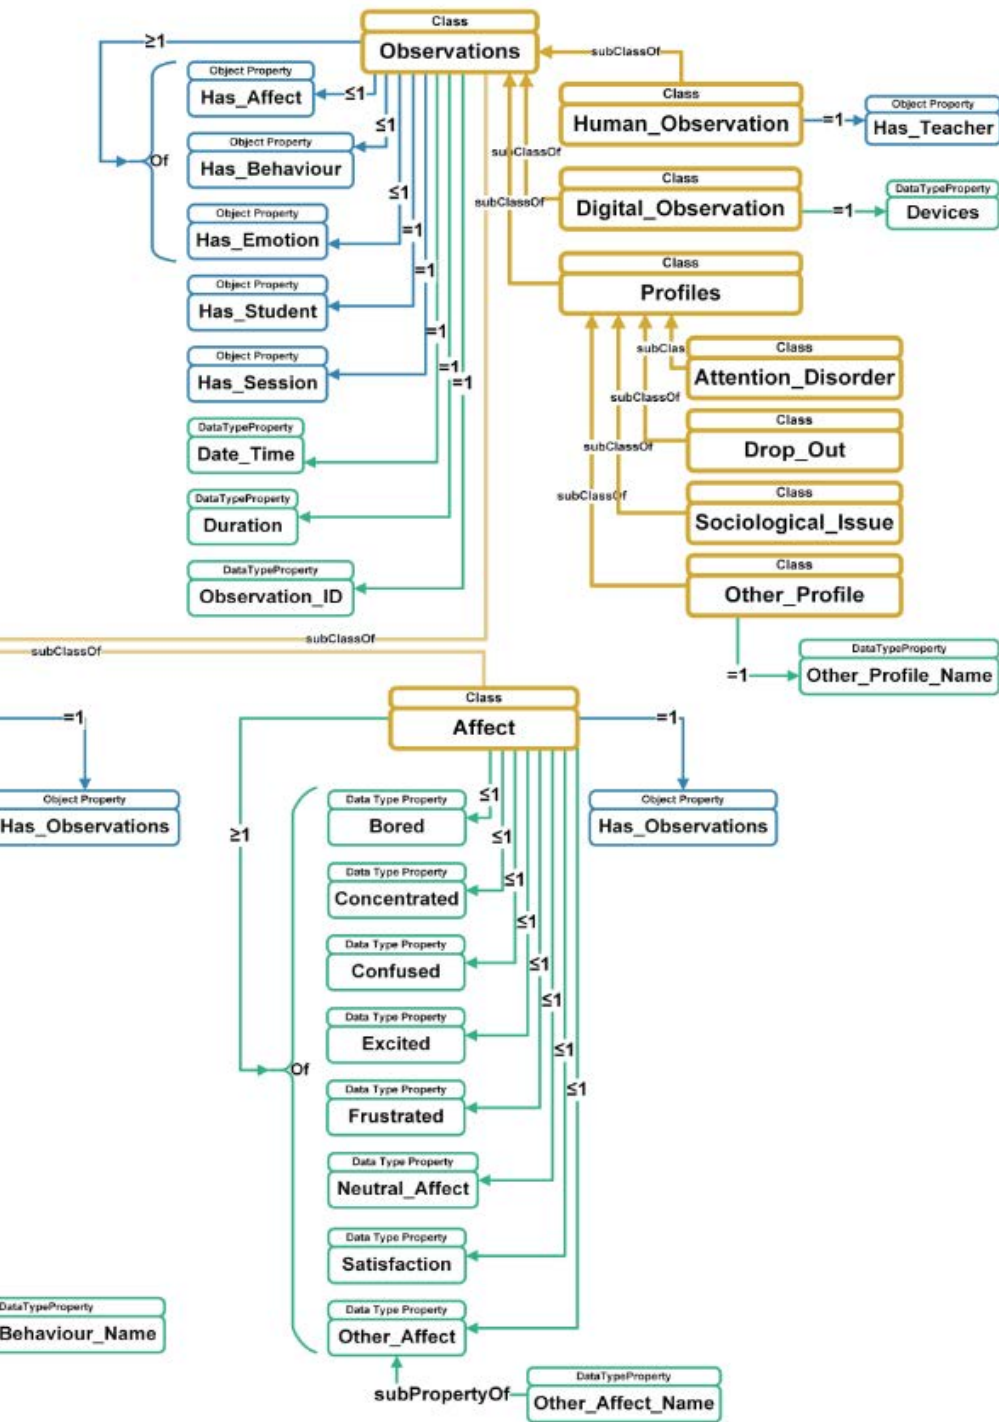 Class
Observations
≥1
Object Property
Has_Affect
≤1
≤1
Object Property
Has_Behaviour
Of
≤1
Object Property
Has_Emotion
=1
=1
Object Property
Has_Student
=1
Object Property
Has_Session
=1
=1
DataTypeProperty
Date_Time
DataTypeProperty
Duration
DataTypeProperty
Observation_ID
subClassOf
Class
Human_Observation
=1
Object Property
Has_Teacher
subClassOf
Class
Digital_Observation
=1
DataTypeProperty
Devices
subClassOf
Class
Profiles
subClas
Class
Attention_Disorder
subClassOf
Class
Drop_Out
subClassOf
Class
Sociological_Issue
subClassOf
Class
Other_Profile
=1
DataTypeProperty
Other_Profile_Name
subClassOf
subClassOf
Class
Affect
=1
Object Property
Has_Observations
=1
Object Property
Has_Observations
≥1
Of
Data Type Property
Bored
≤1
Data Type Property
Concentrated
≤1
Data Type Property
Confused
≤1
Data Type Property
Excited
≤1
Data Type Property
Frustrated
≤1
Data Type Property
Neutral_Affect
≤1
Data Type Property
Satisfaction
≤1
Data Type Property
Other_Affect
≤1
subPropertyOf
DataTypeProperty
Other_Affect_Name
DataTypeProperty
Behaviour_Name